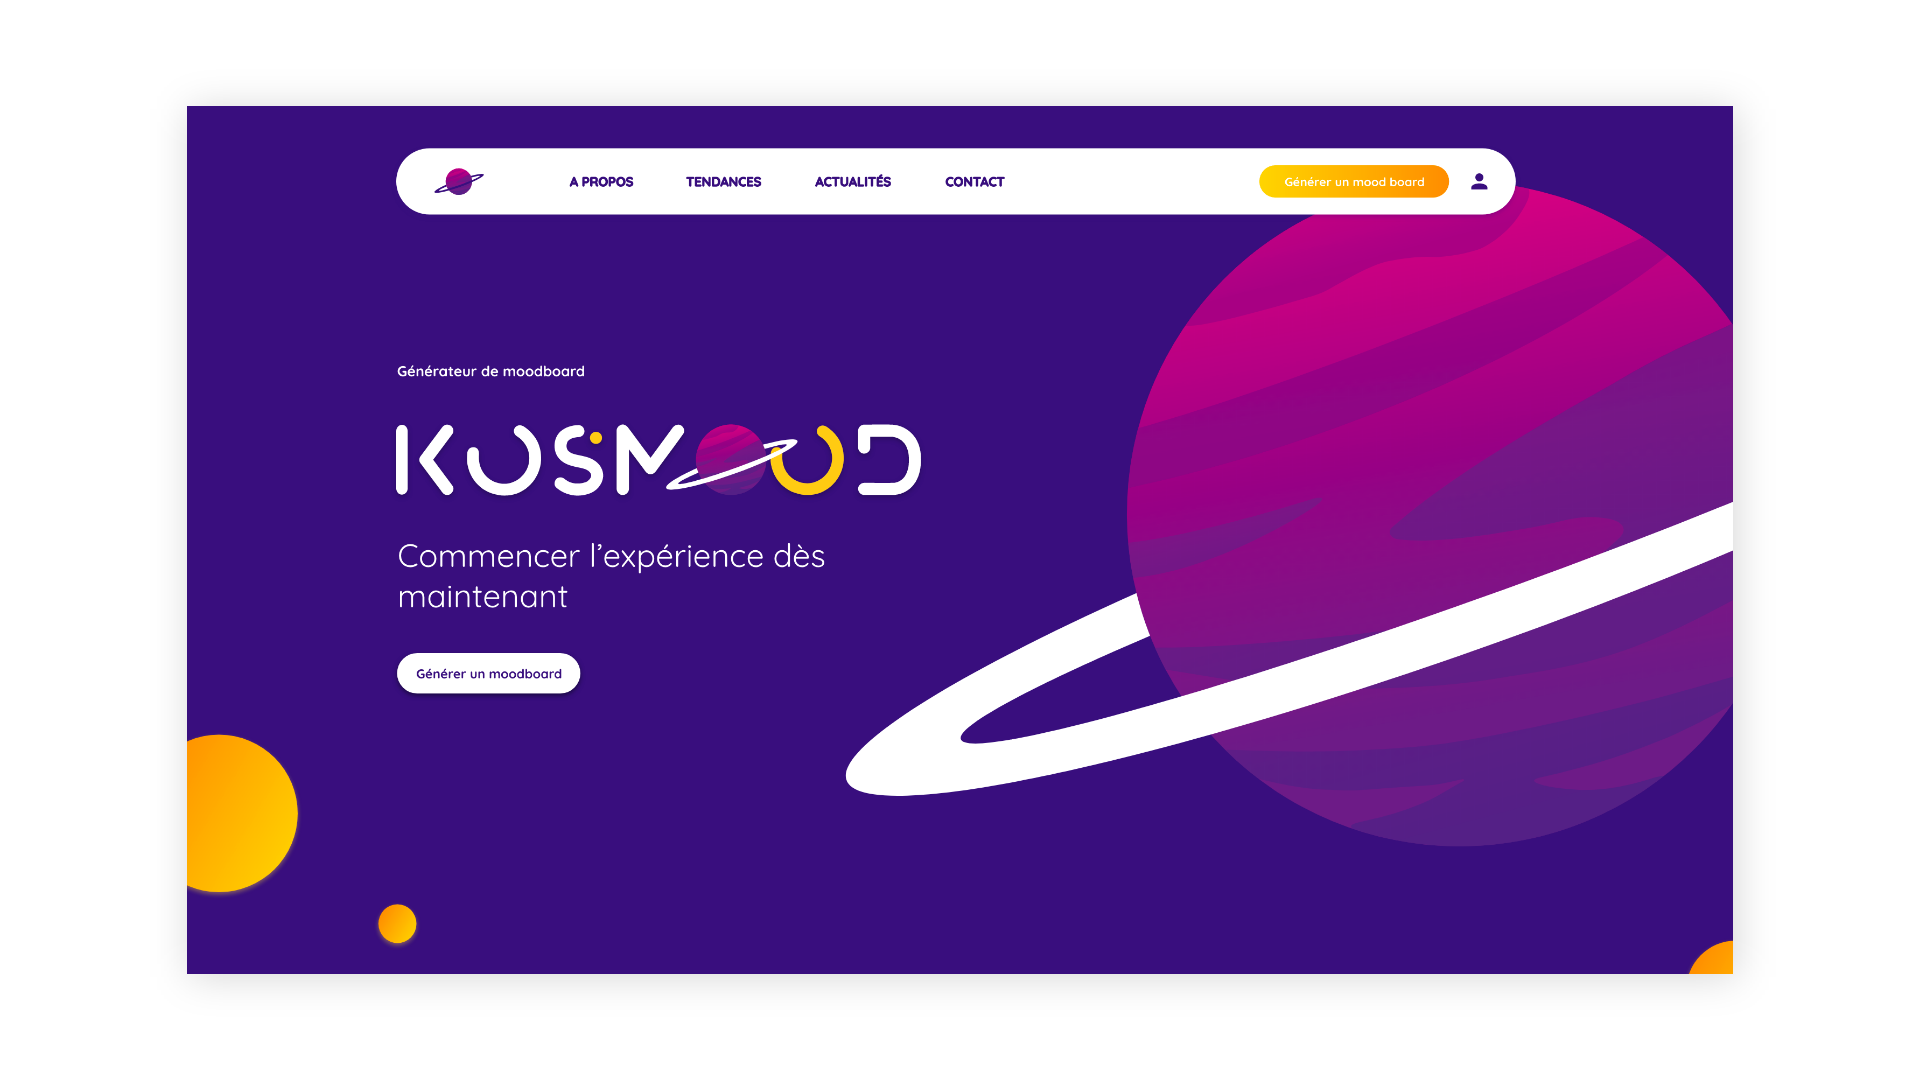 A PROPOS
TENDANCES
ACTUALITÉS
CONTACT
Générer un mood board
Générateur de moodboard
KOSMOOD
Commencer l’expérience dès
maintenant
Générer un moodboard